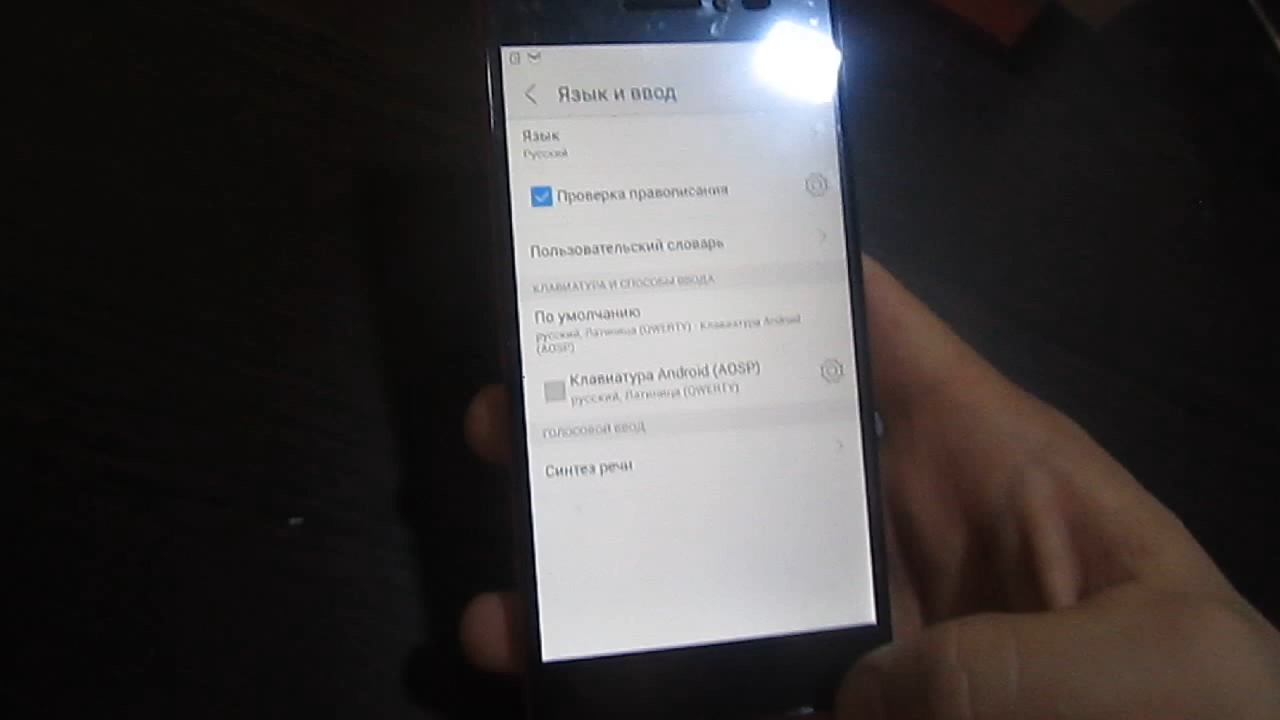 Язык и ввод
Язык
Русский
Проверка правописания
Пользовательский словарь
КЛАВИАТУРА И СПОСОБЫ ВВОДА
По умолчанию
русский, Латиница (QWERTY) - Клавиатура Android
(AOSP)
Клавиатура Android (AOSP)
русский, Латиница (QWERTY)
ГОЛОСОВОЙ ВВОД
Синтез речи